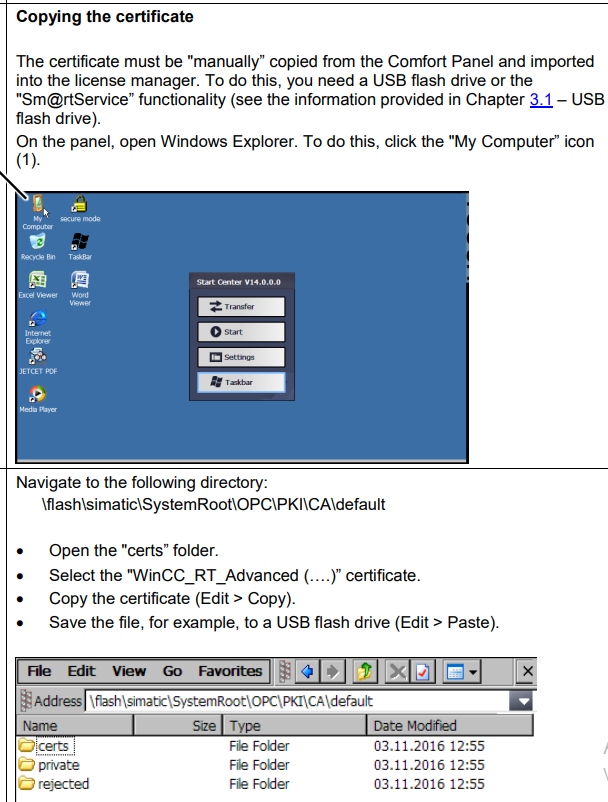 Copying the certificate
The certificate must be "manually” copied from the Comfort Panel and imported
into the license manager. To do this, you need a USB flash drive or the
"Sm@rtService” functionality (see the information provided in Chapter 3.1 – USB
flash drive).
On the panel, open Windows Explorer. To do this, click the "My Computer” icon
(1).
My
Computer
secure mode
Recycle Bin
TaskBar
Excel Viewer
Word
Viewer
Internet
Explorer
JETCET PDF
Media Player
Start Center V14.0.0.0
Transfer
Start
Settings
Taskbar
Navigate to the following directory:
\flash\simatic\SystemRoot\OPC\PKI\CA\default
• Open the "certs” folder.
• Select the "WinCC_RT_Advanced (….)” certificate.
• Copy the certificate (Edit > Copy).
• Save the file, for example, to a USB flash drive (Edit > Paste).
File Edit View Go Favorites
Address \flash\simatic\SystemRoot\OPC\PKI\CA\default
Name Size Type Date Modified
certs File Folder 03.11.2016 12:55
private File Folder 03.11.2016 12:55
rejected File Folder 03.11.2016 12:55